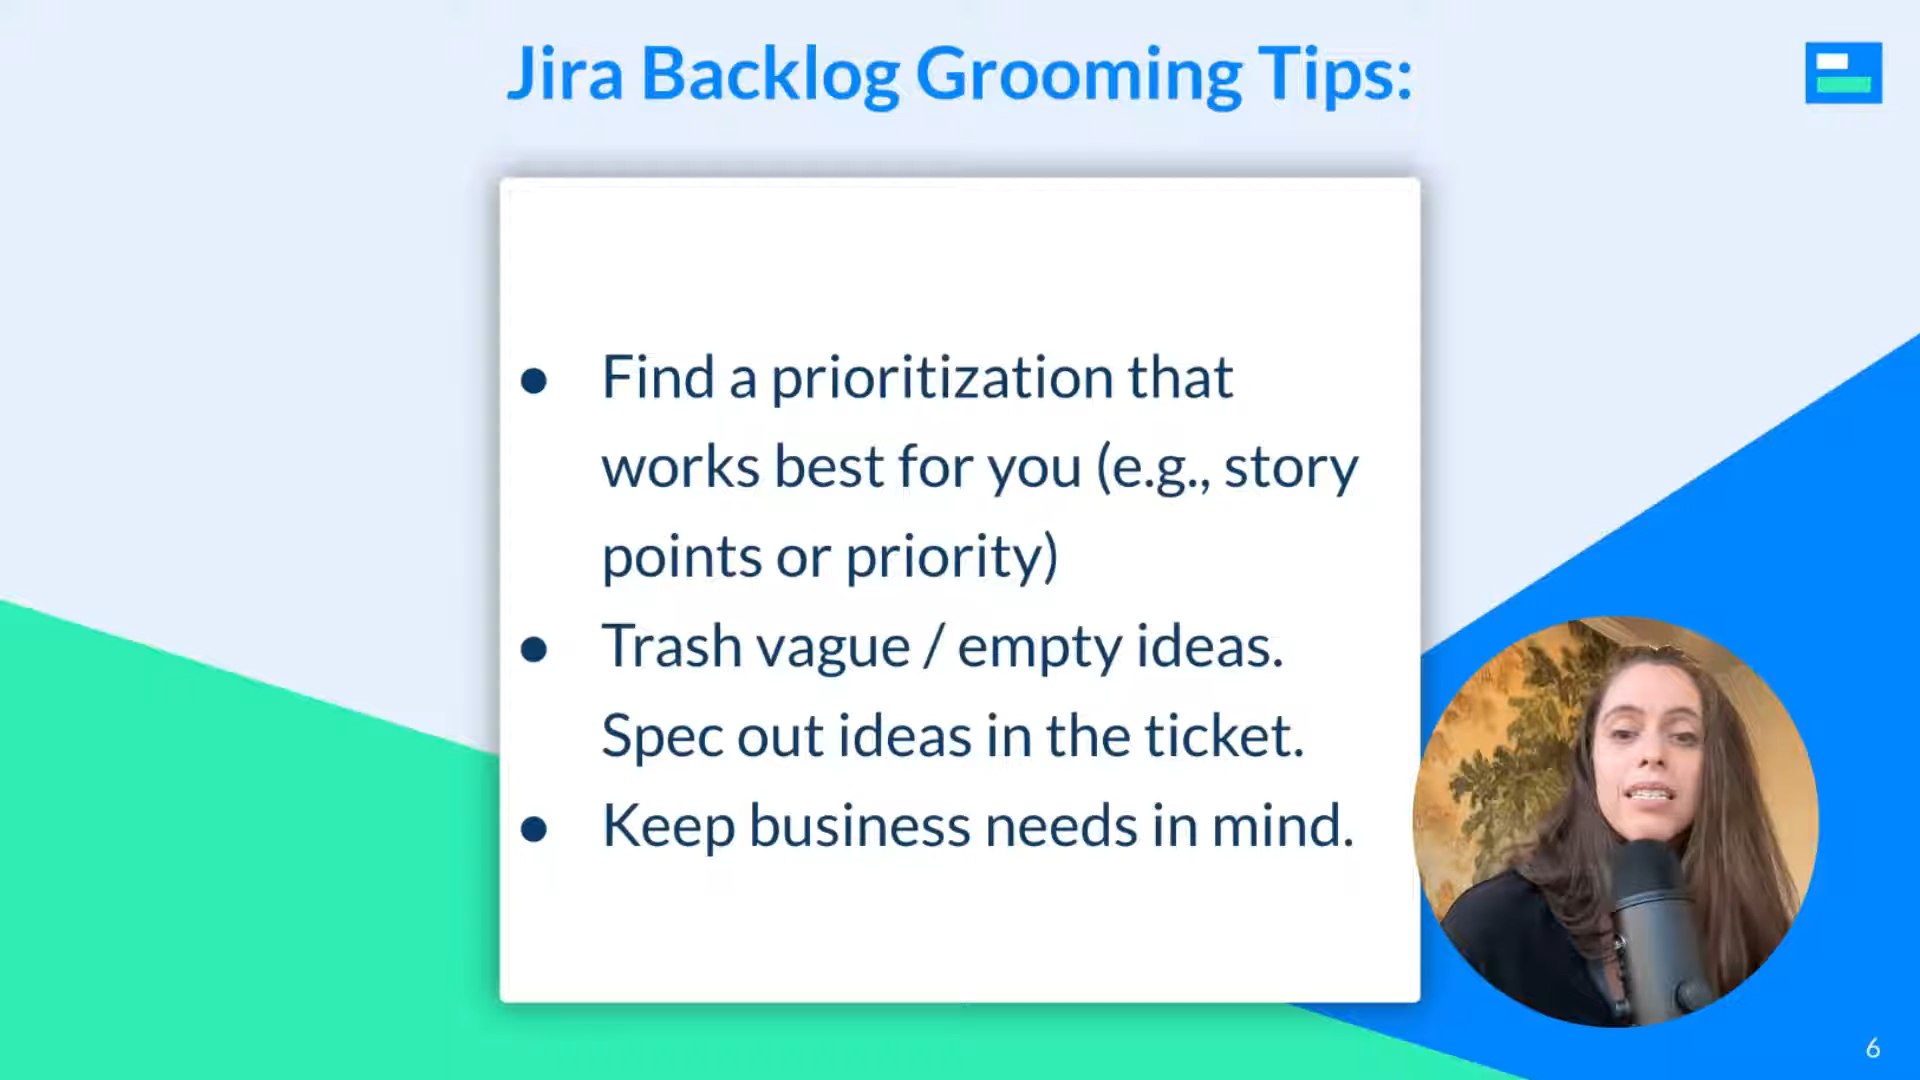 Jira Backlog Grooming Tips:
● Find a prioritization that
works best for you (e.g., story
points or priority)
● Trash vague / empty ideas.
Spec out ideas in the ticket.
● Keep business needs in mind.
6